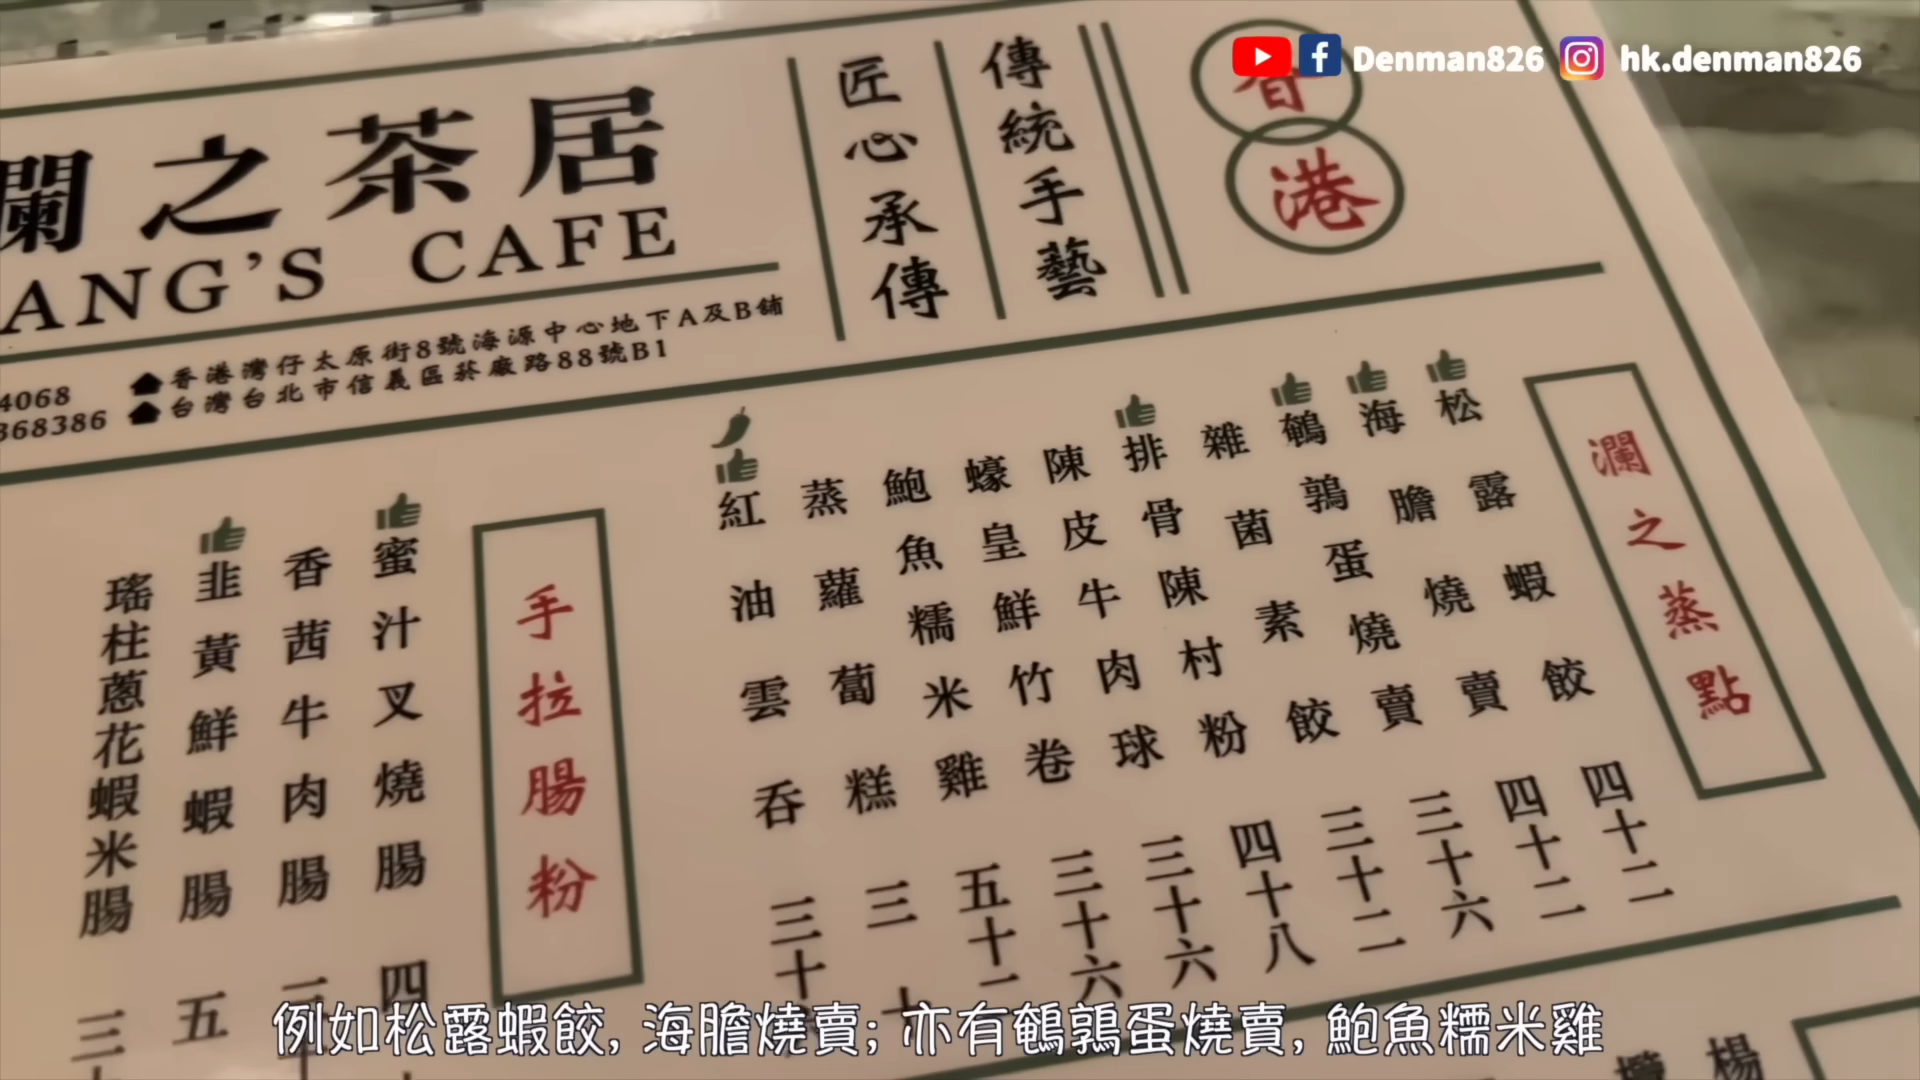 Denman826 hk.denman826
瀾之茶居
ANG'S CAFE
匠心承傳
傳統手藝
香港
4068
368386
香港灣仔太原街8號海源中心地下A及B舖
台灣台北市信義區菸廠路88號B1
瀾之蒸點
松露蝦餃 四十二
海膽燒賣 四十二
鵪鶉蛋燒賣 三十六
雜菌素餃 三十二
排骨陳村粉 四十八
陳皮牛肉球 三十六
蠔皇鮮竹卷 三十六
鮑魚糯米雞 五十二
蒸蘿蔔糕 三十
紅油雲吞 三十
手拉腸粉
蜜汁叉燒腸 四
香茜牛肉腸
韭黃鮮蝦腸 五
瑤柱蔥花蝦米腸 三十
楊
例如松露蝦餃, 海膽燒賣; 亦有鵪鶉蛋燒賣, 鮑魚糯米雞